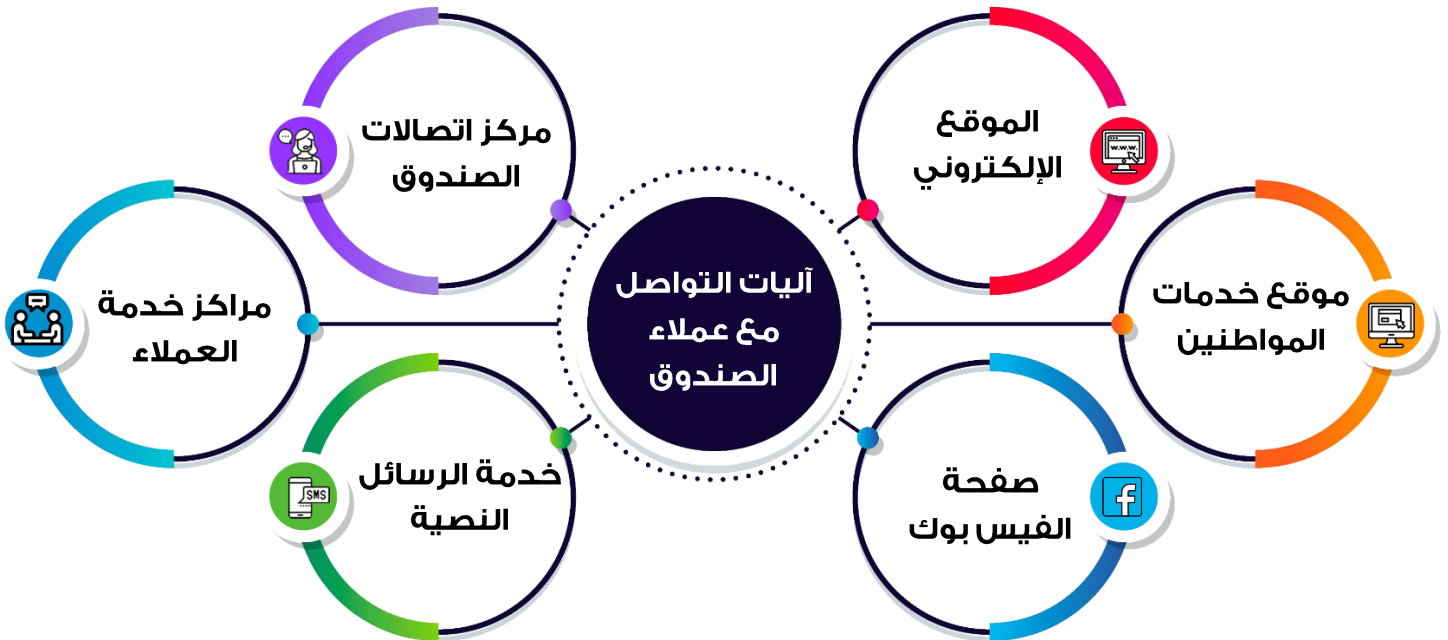 آليات التواصل
مع عملاء
الصندوق
الموقع
الإلكتروني
www.
موقع خدمات
المواطنين
صفحة
الفيس بوك
f
مركز اتصالات
الصندوق
مراكز خدمة
العملاء
خدمة الرسائل
النصية
SMS